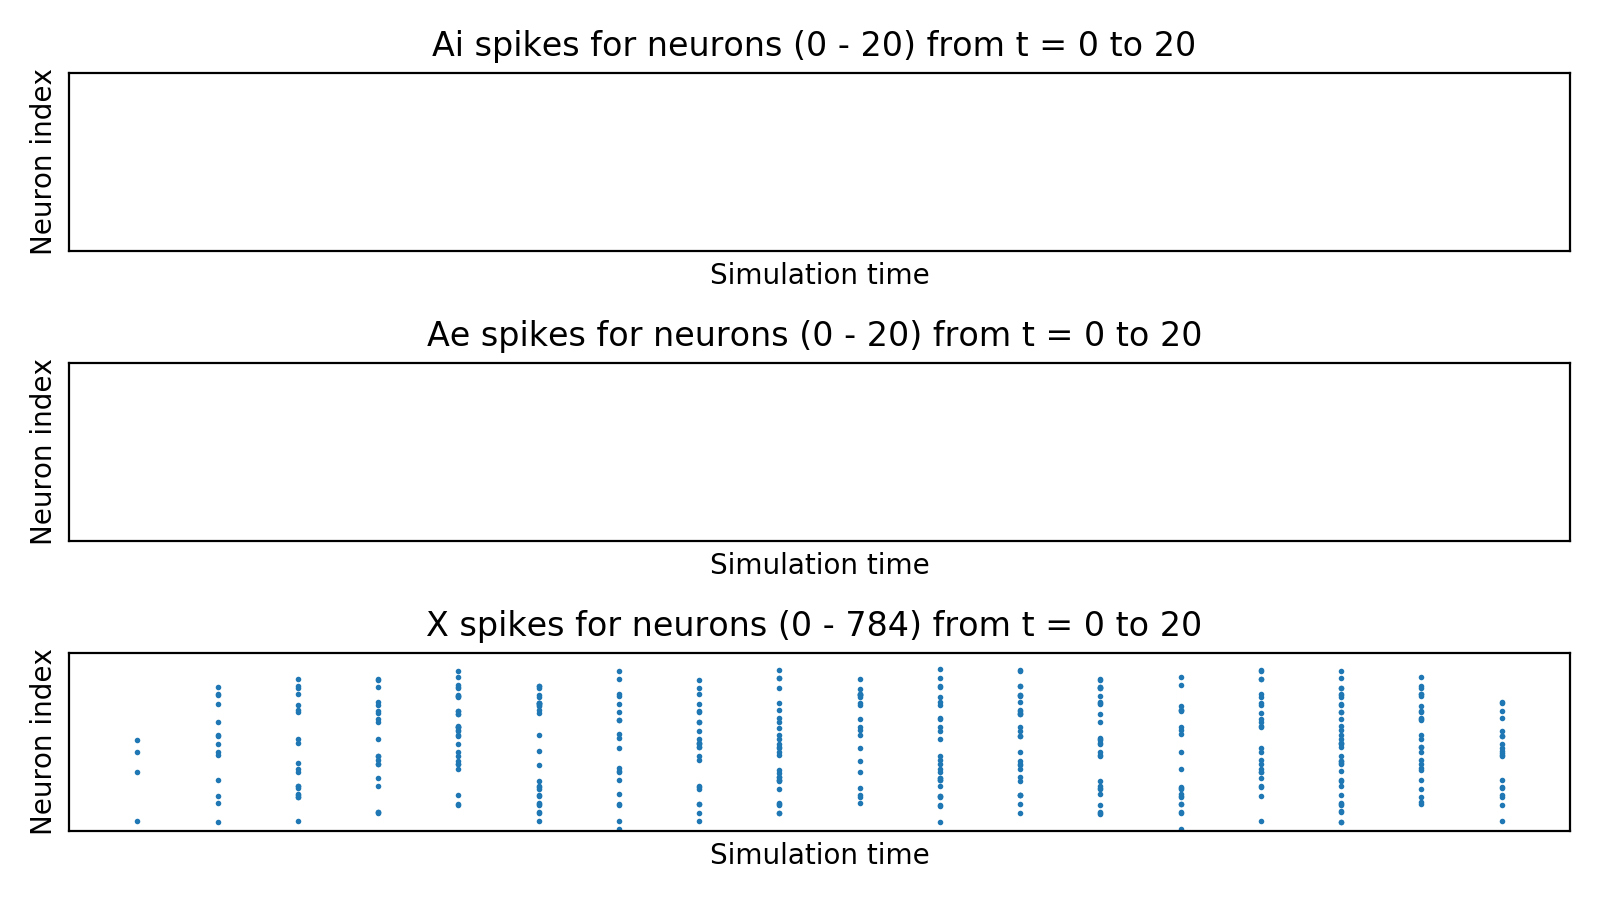 Ai spikes for neurons (0 - 20) from t = 0 to 20
Neuron index
Simulation time
Ae spikes for neurons (0 - 20) from t = 0 to 20
Neuron index
Simulation time
X spikes for neurons (0 - 784) from t = 0 to 20
Neuron index
Simulation time